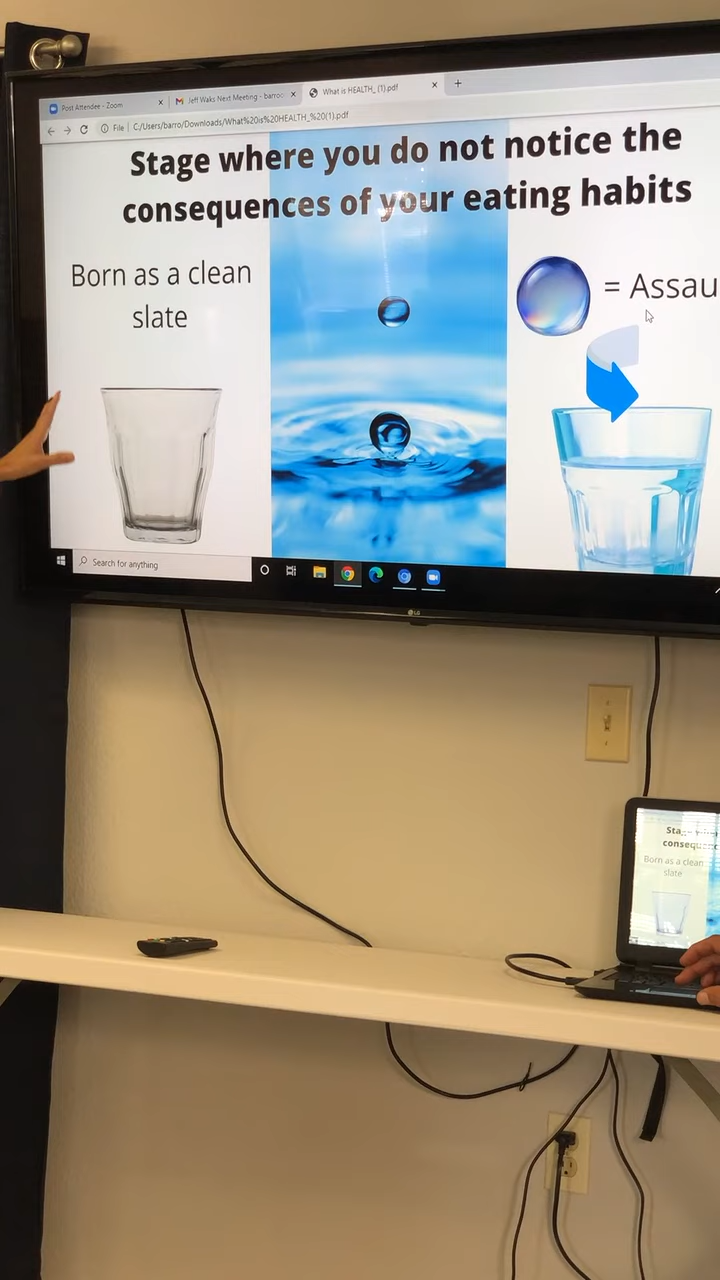 Post Attendee - Zoom
Jeff Waks Next Meeting - barroo
What is HEALTH_ (1).pdf
File
C:/Users/barro/Downloads/What%20is%20HEALTH_%20(1).pdf
Stage where you do not notice the
consequences of your eating habits
Born as a clean
slate
= Assau
Search for anything
LG
Born as a clean
slate